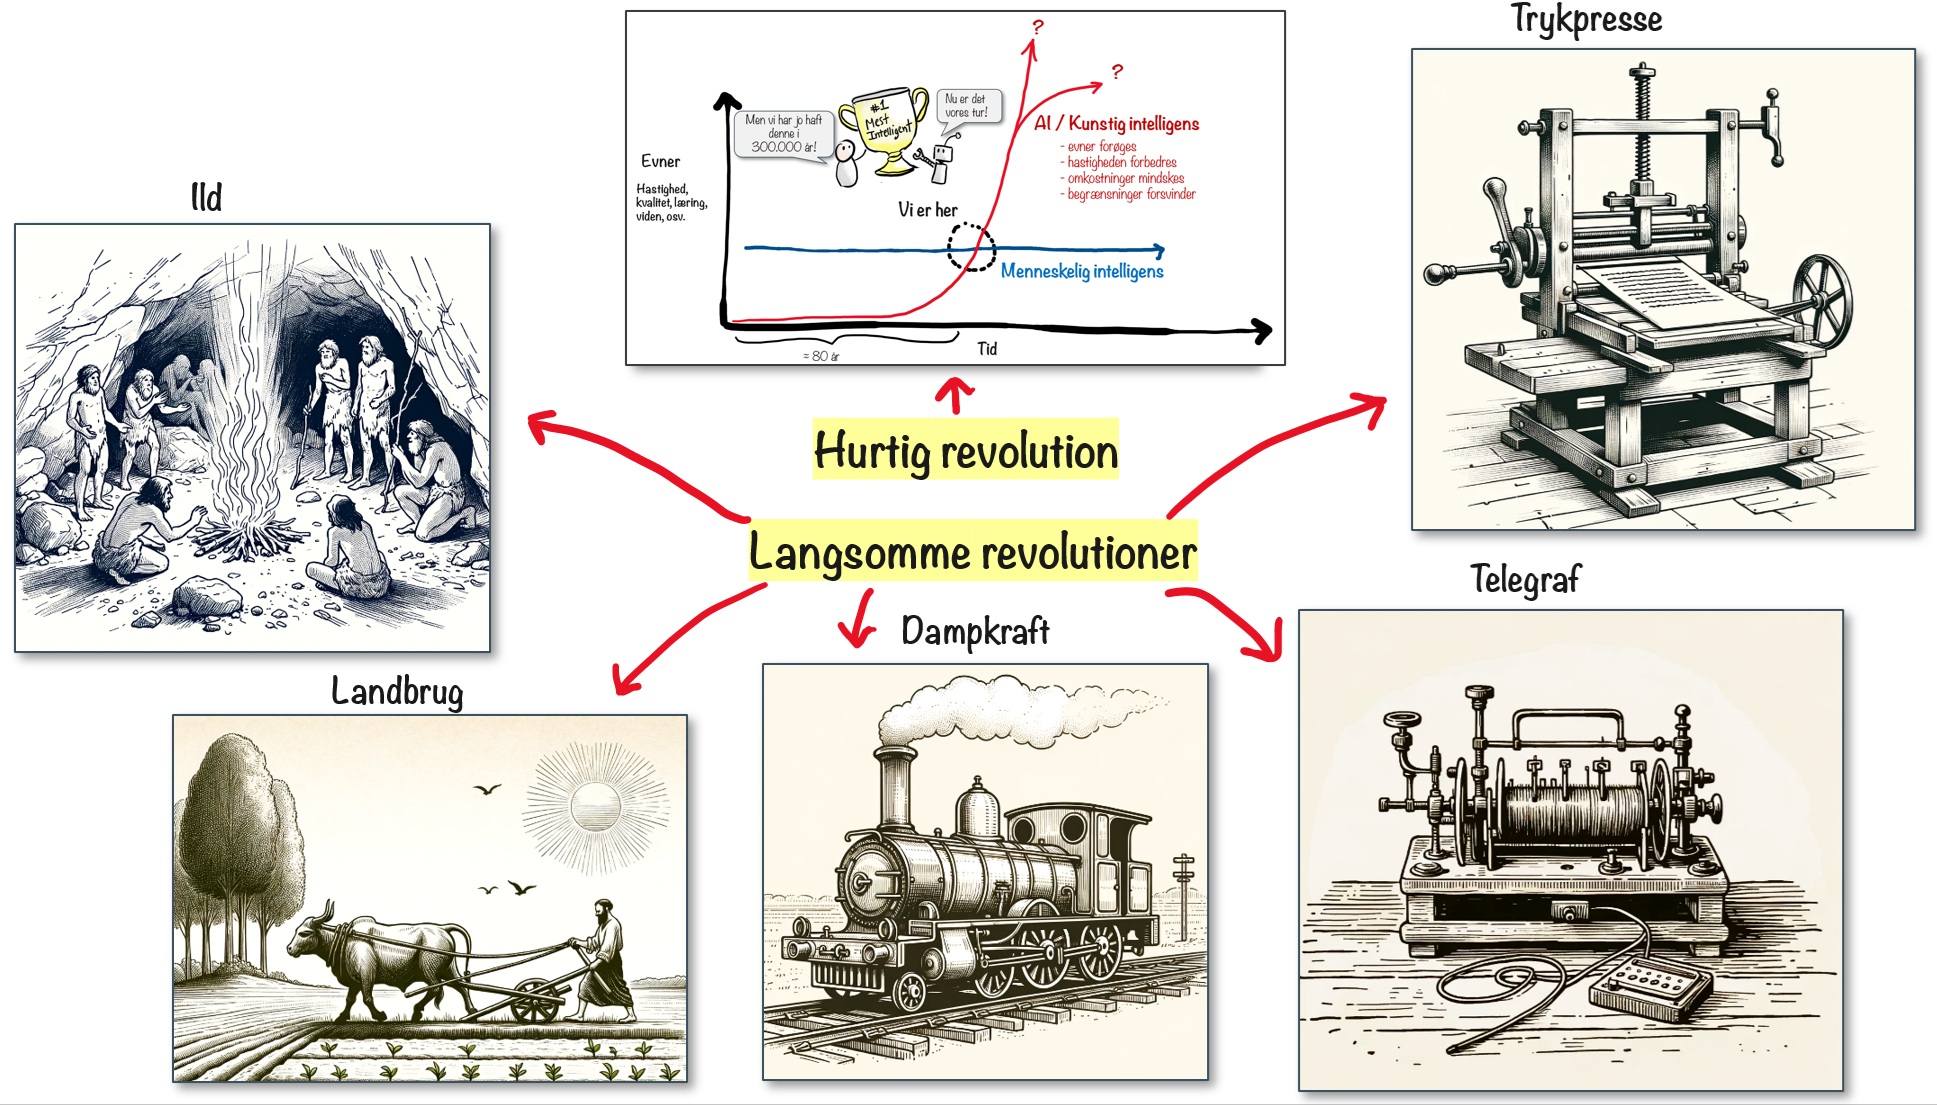 Trykpresse
?
?
Men vi har jo haft
denne i
300.000 år!
#1
Mest
Intelligent
Nu er det
vores tur!
AI / Kunstig intelligens
- evner forøges
- hastigheden forbedres
- omkostninger mindskes
- begrænsninger forsvinder
Evner
Hastighed,
kvalitet, læring,
viden, osv.
Vi er her
Menneskelig intelligens
Tid
≈ 80 år
Ild
Hurtig revolution
Langsomme revolutioner
Telegraf
Dampkraft
Landbrug